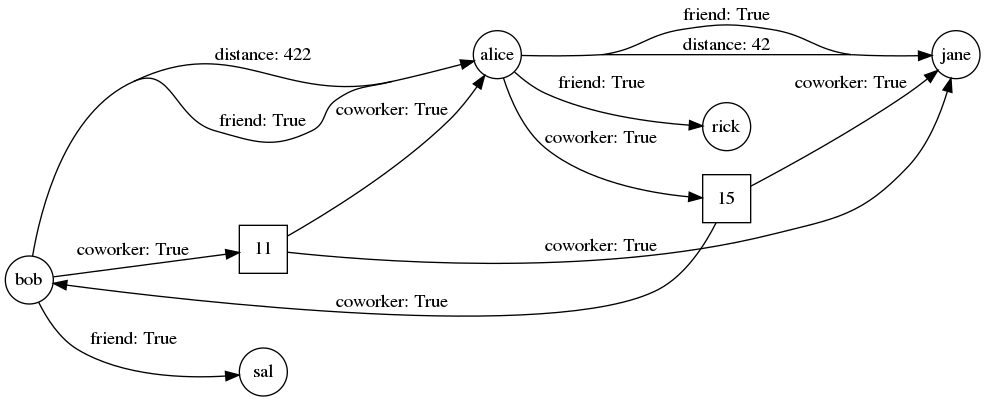 friend: True
distance: 422
alice
distance: 42
jane
friend: True
coworker: True
coworker: True
friend: True
rick
coworker: True
15
coworker: True
11
coworker: True
bob
coworker: True
friend: True
sal